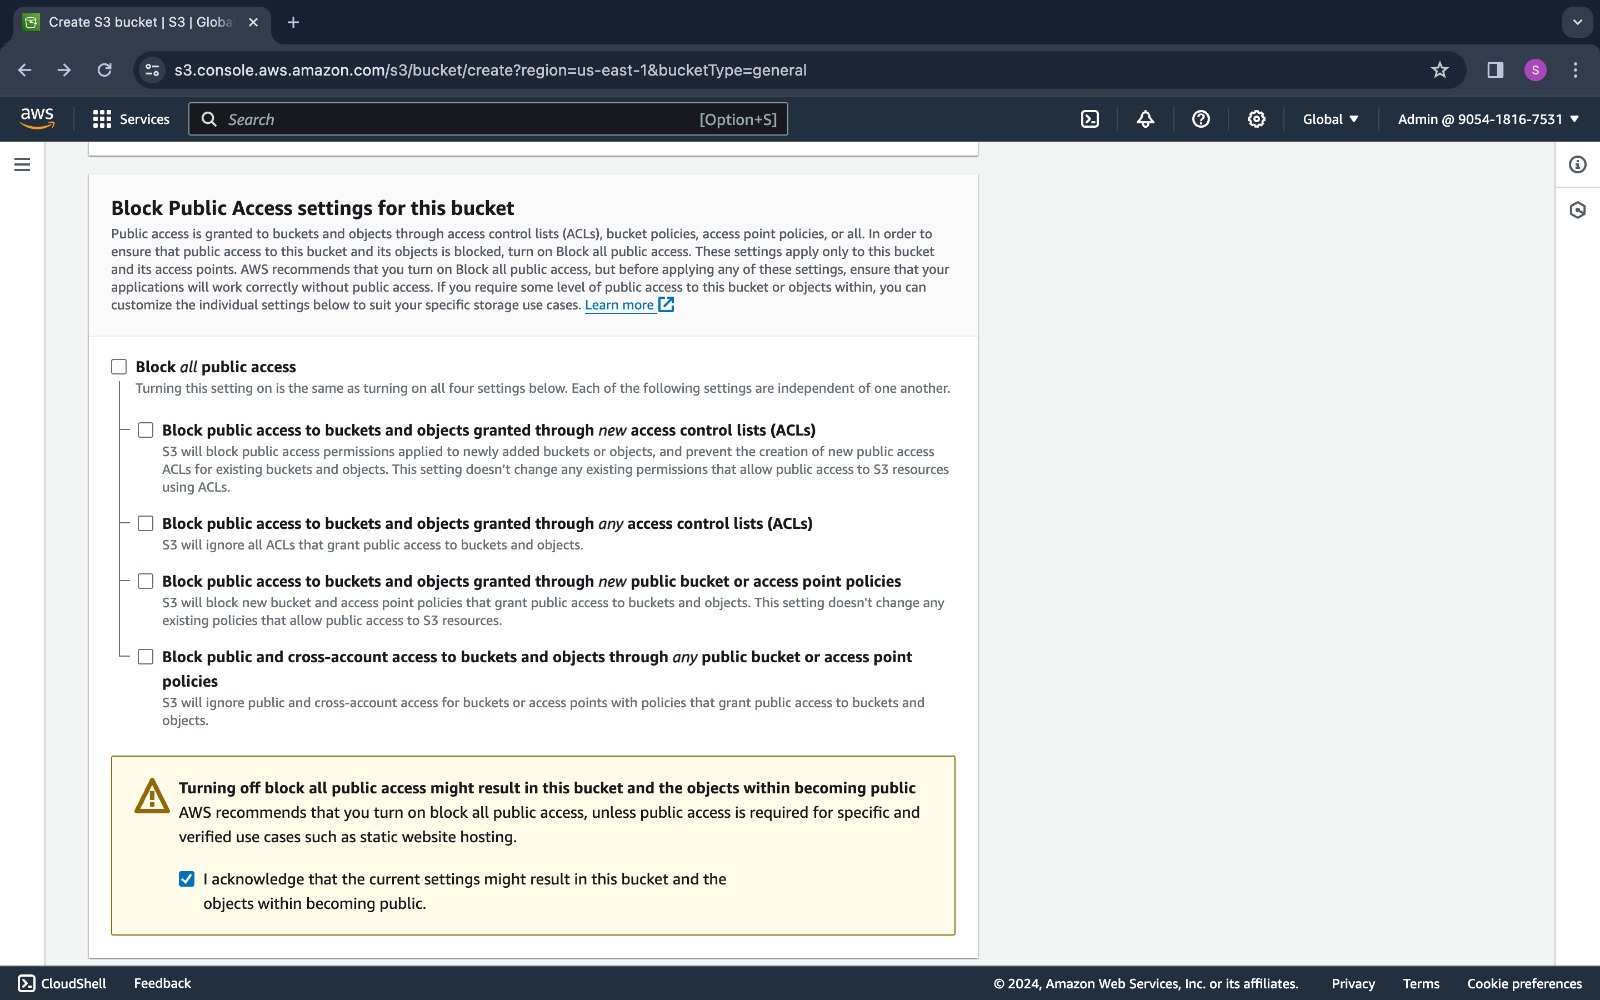 Create S3 bucket | S3 | Globa
s3.console.aws.amazon.com/s3/bucket/create?region=us-east-1&bucketType=general
S
aws
Services
Search
[Option+S]
Global
Admin @ 9054-1816-7531
Block Public Access settings for this bucket
Public access is granted to buckets and objects through access control lists (ACLs), bucket policies, access point policies, or all. In order to
ensure that public access to this bucket and its objects is blocked, turn on Block all public access. These settings apply only to this bucket
and its access points. AWS recommends that you turn on Block all public access, but before applying any of these settings, ensure that your
applications will work correctly without public access. If you require some level of public access to this bucket or objects within, you can
customize the individual settings below to suit your specific storage use cases. Learn more
Block all public access
Turning this setting on is the same as turning on all four settings below. Each of the following settings are independent of one another.
Block public access to buckets and objects granted through new access control lists (ACLs)
S3 will block public access permissions applied to newly added buckets or objects, and prevent the creation of new public access
ACLs for existing buckets and objects. This setting doesn't change any existing permissions that allow public access to S3 resources
using ACLs.
Block public access to buckets and objects granted through any access control lists (ACLs)
S3 will ignore all ACLs that grant public access to buckets and objects.
Block public access to buckets and objects granted through new public bucket or access point policies
S3 will block new bucket and access point policies that grant public access to buckets and objects. This setting doesn't change any
existing policies that allow public access to S3 resources.
Block public and cross-account access to buckets and objects through any public bucket or access point
policies
S3 will ignore public and cross-account access for buckets or access points with policies that grant public access to buckets and
objects.
Turning off block all public access might result in this bucket and the objects within becoming public
AWS recommends that you turn on block all public access, unless public access is required for specific and
verified use cases such as static website hosting.
I acknowledge that the current settings might result in this bucket and the
objects within becoming public.
CloudShell
Feedback
© 2024, Amazon Web Services, Inc. or its affiliates.
Privacy
Terms
Cookie preferences